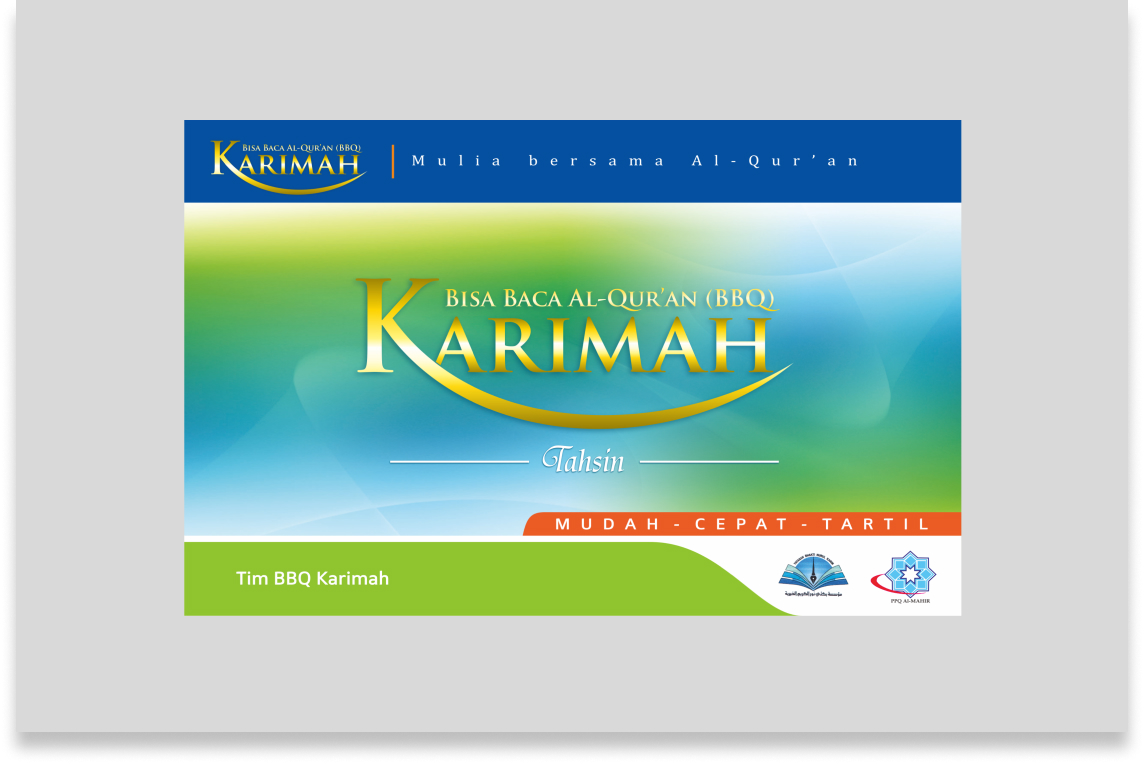 BISA BACA AL-QUR'AN (BBQ)
KARIMAH
Mulia bersama Al-Qur'an
BISA BACA AL-QUR'AN (BBQ)
KARIMAH
Tahsin
MUDAH - CEPAT - TARTIL
Tim BBQ Karimah
PPQ AL-MAHIR